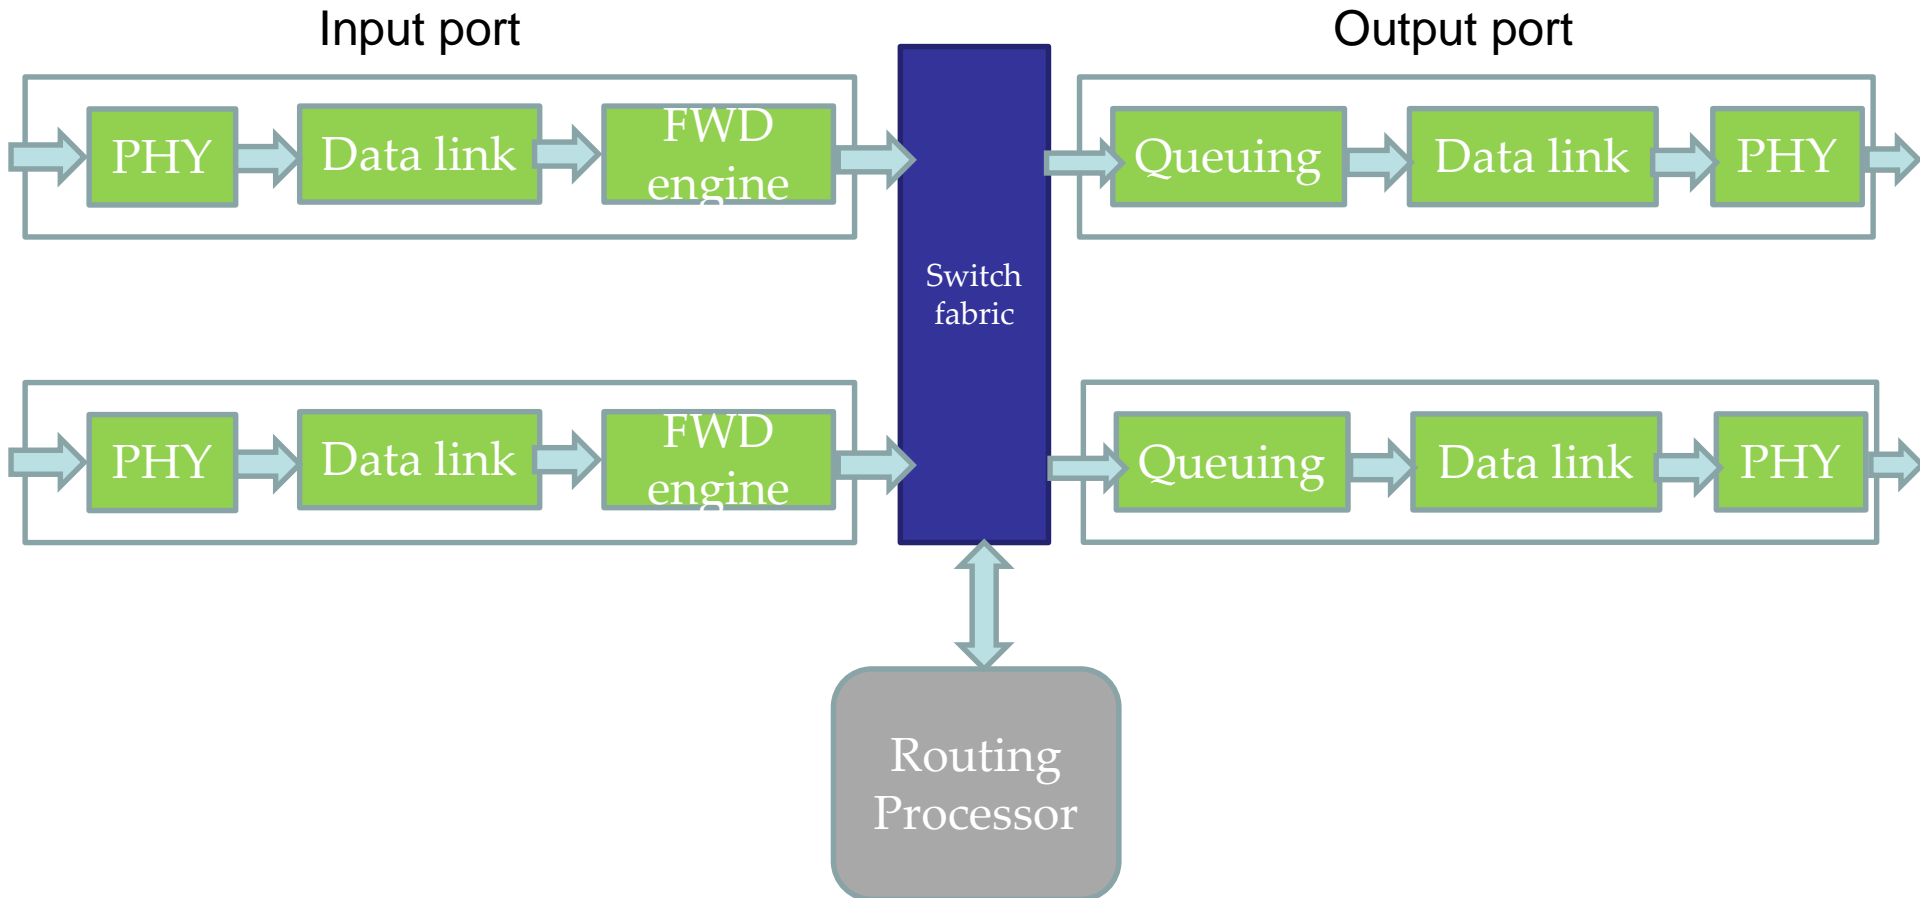 Input port
Output port
PHY
Data link
FWD
engine
Switch
fabric
Queuing
Data link
PHY
PHY
Data link
FWD
engine
Queuing
Data link
PHY
Routing
Processor